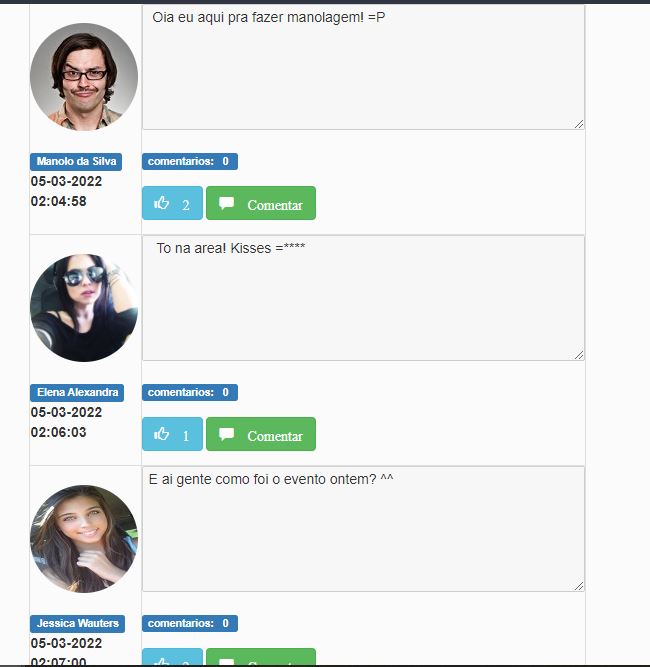 Oia eu aqui pra fazer manolagem! =P
Manolo da Silva
comentarios: 0
05-03-2022
02:04:58
2
Comentar
To na area! Kisses =****
Elena Alexandra
comentarios: 0
05-03-2022
02:06:03
1
Comentar
E ai gente como foi o evento ontem? ^^
Jessica Wauters
comentarios: 0
05-03-2022
02:07:00
Comentar